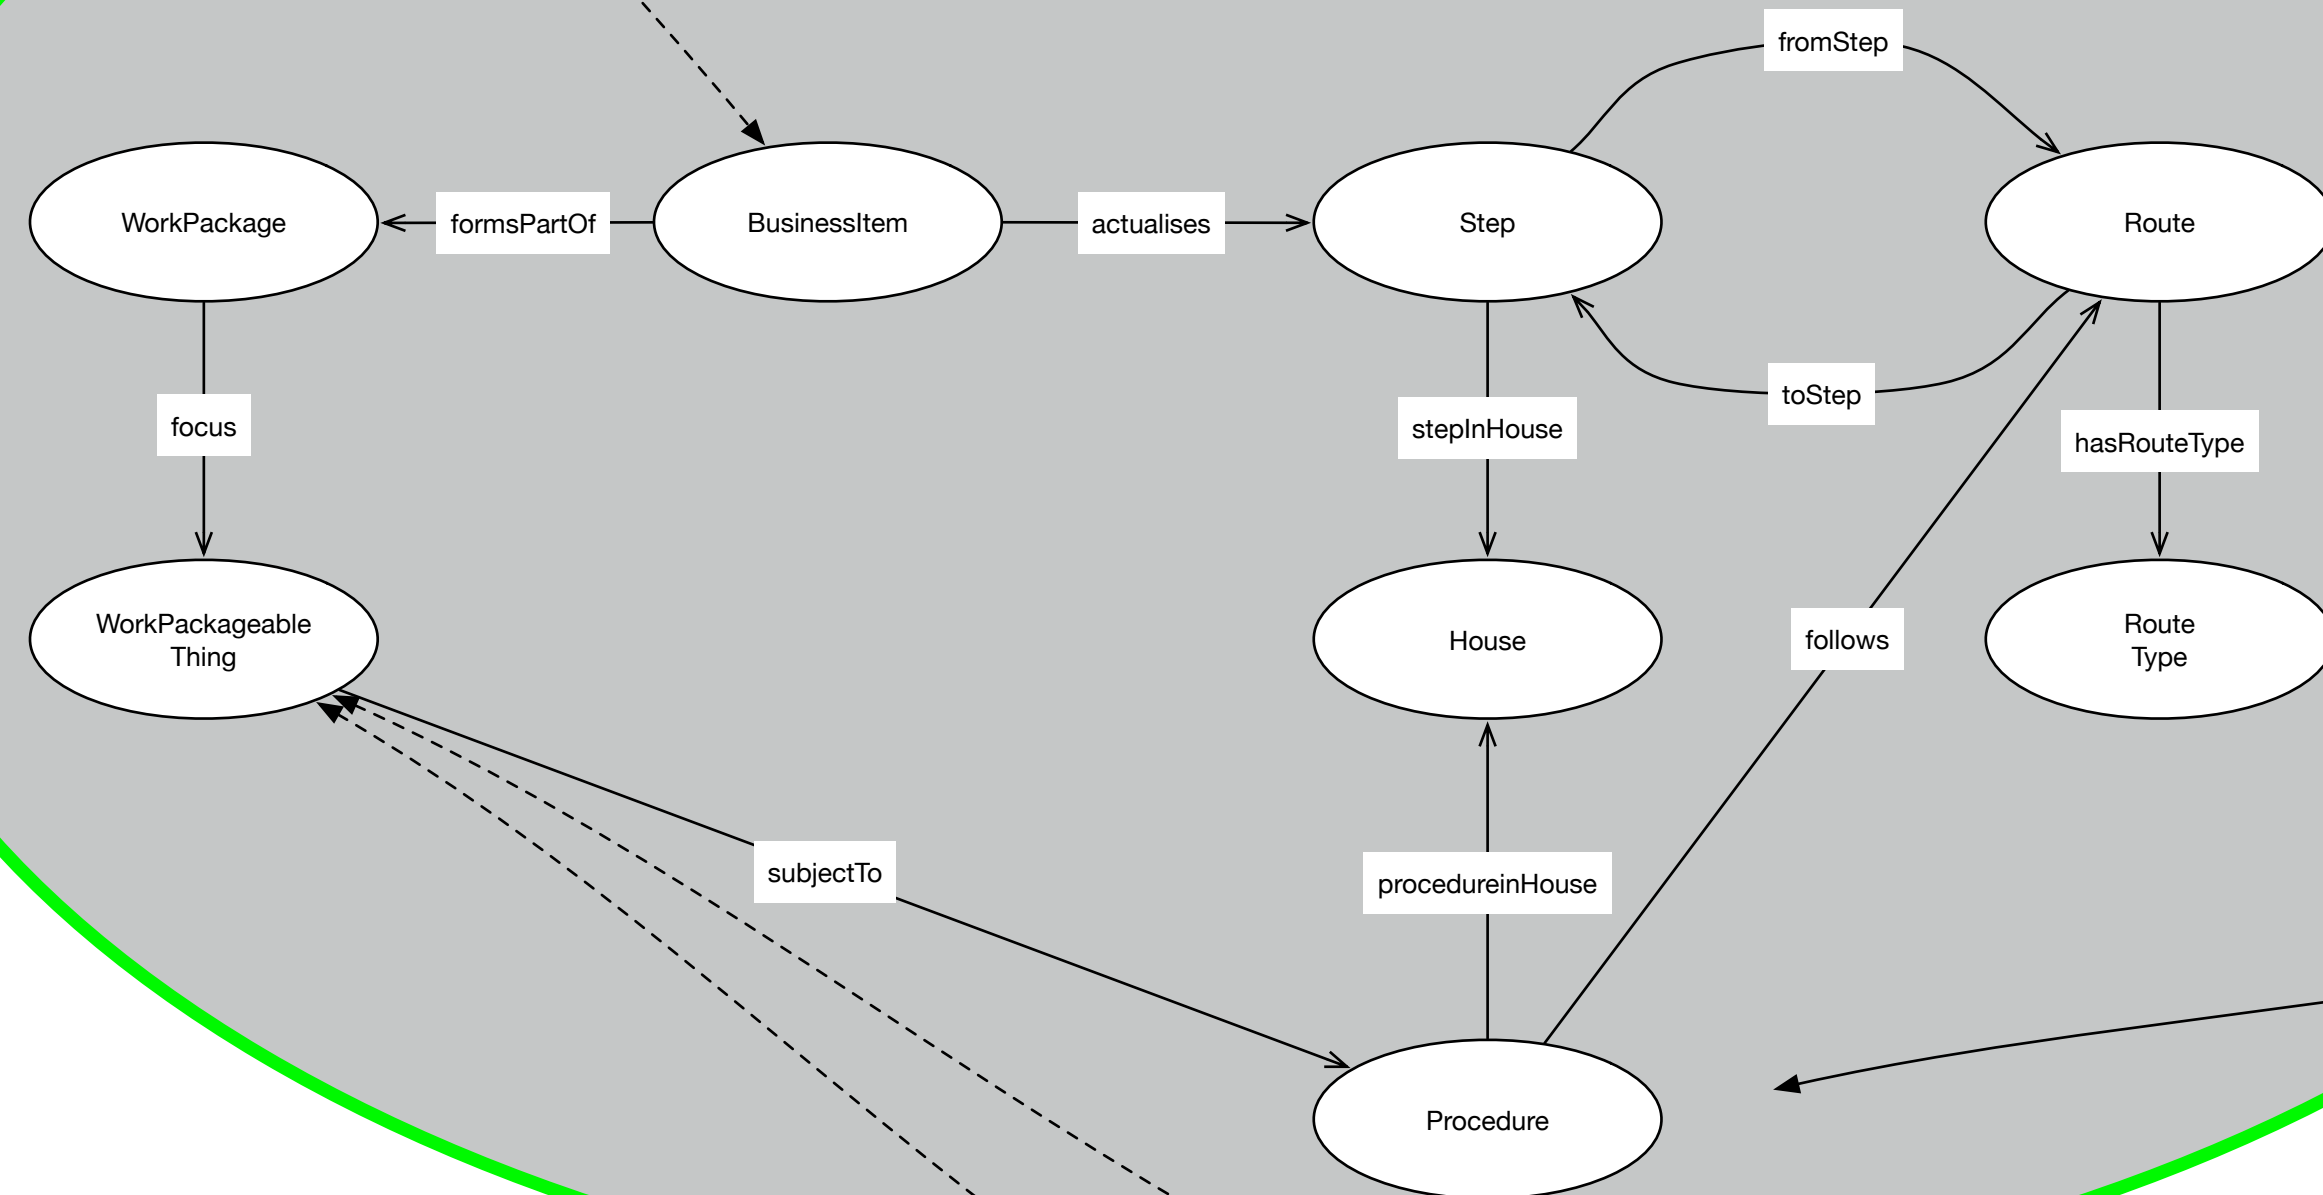 fromStep
WorkPackage
formsPartOf
BusinessItem
actualises
Step
Route
toStep
focus
stepInHouse
hasRouteType
WorkPackageable
Thing
House
follows
Route
Type
subjectTo
procedureinHouse
Procedure